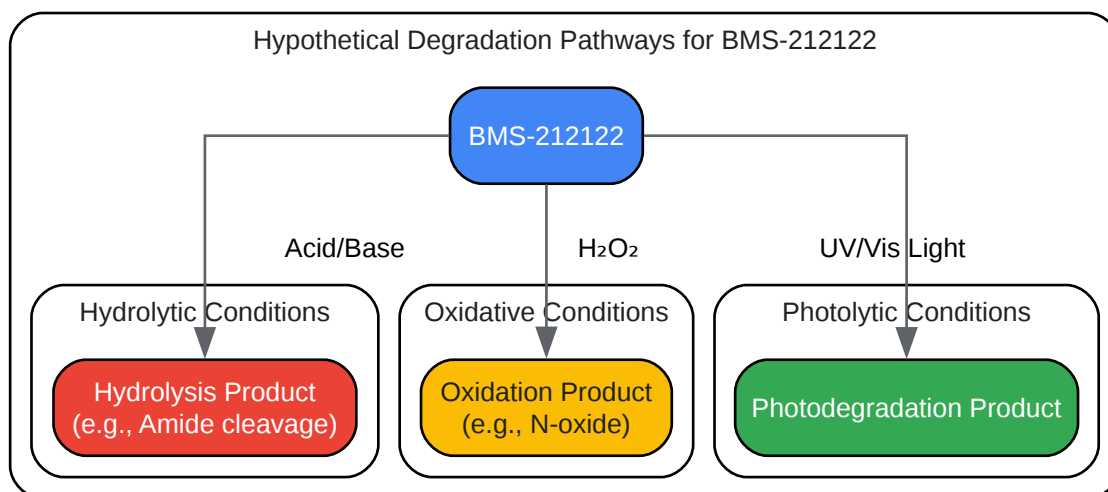 Hypothetical Degradation Pathways for BMS-212122
BMS-212122
Acid/Base
H₂O₂
UV/Vis Light
Hydrolytic Conditions
Oxidative Conditions
Photolytic Conditions
Hydrolysis Product
(e.g., Amide cleavage)
Oxidation Product
(e.g., N-oxide)
Photodegradation Product